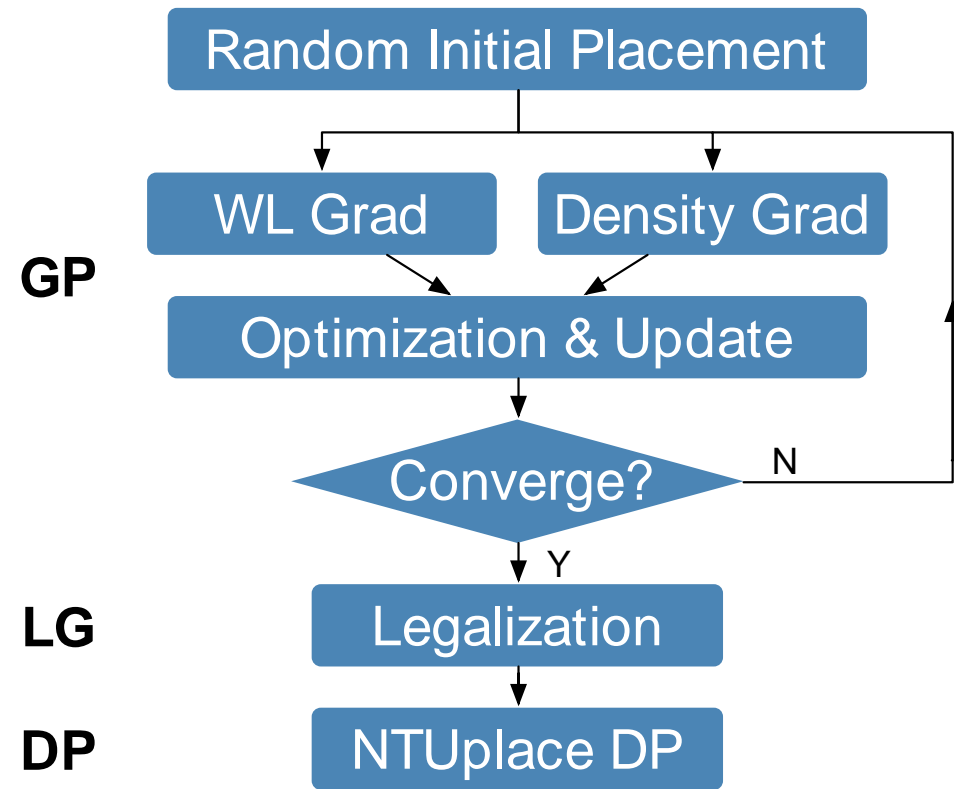 Random Initial Placement
WL Grad
Density Grad
GP
Optimization & Update
Converge?
N
Y
LG
Legalization
DP
NTUplace DP